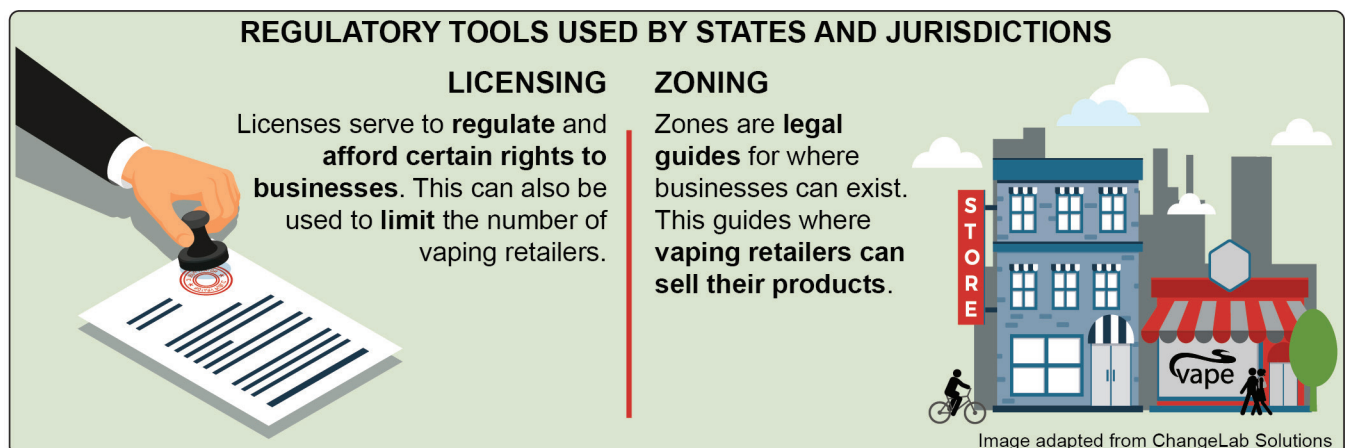 REGULATORY TOOLS USED BY STATES AND JURISDICTIONS
LICENSING
Licenses serve to regulate and
afford certain rights to
businesses. This can also be
used to limit the number of
vaping retailers.
ZONING
Zones are legal
guides for where
businesses can exist.
This guides where
vaping retailers can
sell their products.
STORE
vape
Image adapted from ChangeLab Solutions